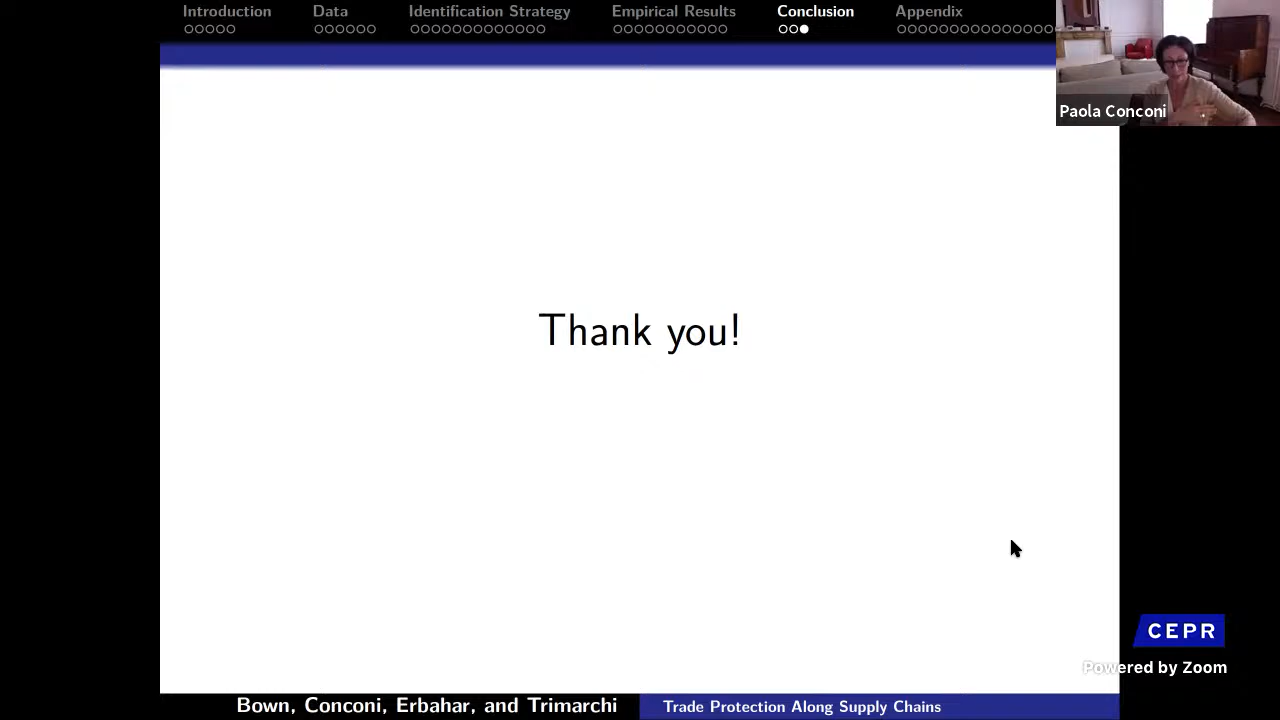 Introduction
Data
Identification Strategy
Empirical Results
Conclusion
Appendix
Paola Conconi
Thank you!
CEPR
Powered by Zoom
Bown, Conconi, Erbahar, and Trimarchi
Trade Protection Along Supply Chains